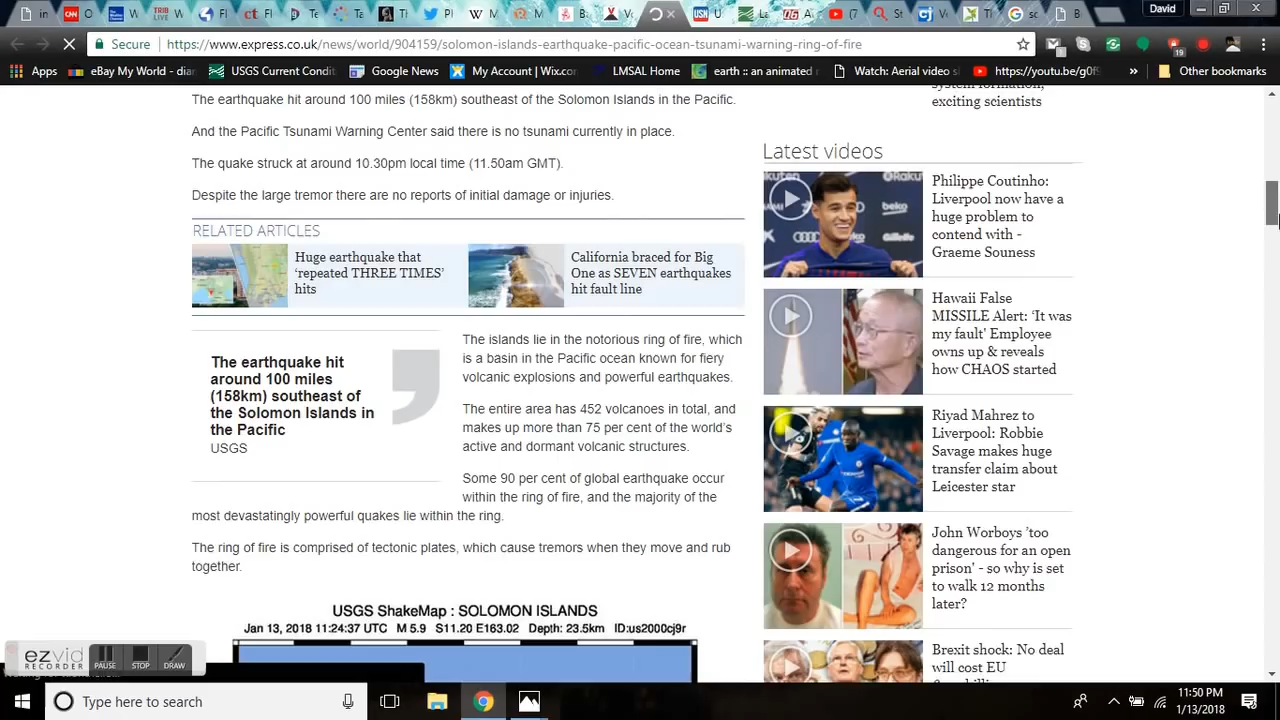 David
Secure
https://www.express.co.uk/news/world/904159/solomon-islands-earthquake-pacific-ocean-tsunami-warning-ring-of-fire
Apps
eBay My World - dian
USGS Current Condit
Google News
My Account | Wix.com
LMSAL Home
earth :: an animated
Watch: Aerial video s
»
Other bookmarks
The earthquake hit around 100 miles (158km) southeast of the Solomon Islands in the Pacific.
And the Pacific Tsunami Warning Center said there is no tsunami currently in place.
The quake struck at around 10.30pm local time (11.50am GMT).
Despite the large tremor there are no reports of initial damage or injuries.
RELATED ARTICLES
Huge earthquake that
‘repeated THREE TIMES’
hits
California braced for Big
One as SEVEN earthquakes
hit fault line
The earthquake hit
around 100 miles
(158km) southeast of
the Solomon Islands in
the Pacific
USGS
The islands lie in the notorious ring of fire, which
is a basin in the Pacific ocean known for fiery
volcanic explosions and powerful earthquakes.
The entire area has 452 volcanoes in total, and
makes up more than 75 per cent of the world’s
active and dormant volcanic structures.
Some 90 per cent of global earthquake occur
within the ring of fire, and the majority of the
most devastatingly powerful quakes lie within the ring.
The ring of fire is comprised of tectonic plates, which cause tremors when they move and rub
together.
USGS ShakeMap : SOLOMON ISLANDS
Jan 13, 2018 11:24:37 UTC M 5.9 S11.20 E163.02 Depth: 23.5km ID:us2000cj9r
exciting scientists
Latest videos
Philippe Coutinho:
Liverpool now have a
huge problem to
contend with -
Graeme Souness
Hawaii False
MISSILE Alert: ‘It was
my fault’ Employee
owns up & reveals
how CHAOS started
Riyad Mahrez to
Liverpool: Robbie
Savage makes huge
transfer claim about
Leicester star
John Worboys ’too
dangerous for an open
prison’ - so why is set
to walk 12 months
later?
Brexit shock: No deal
will cost EU
ezvid
RECORDER
PAUSE
STOP
DRAW
Type here to search
11:50 PM
1/13/2018